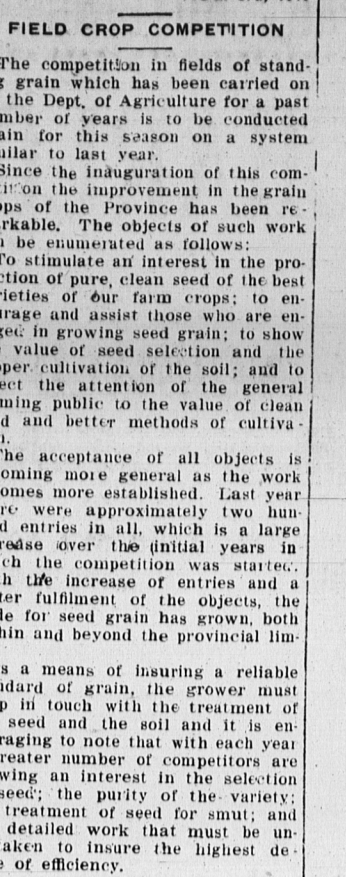 FIELD CROP COMPETITION
The competition in fields of stand-
g grain which has been carried on
the Dept. of Agriculture for a past
mber of years is to be conducted
ain for this season on a system
milar to last year.
Since the inauguration of this com-
tition the improvement in the grain
ops of the Province has been re-
rkable. The objects of such work
n be enumerated as follows:
To stimulate an interest in the pro-
ction of pure, clean seed of the best
rieties of our farm crops; to en-
urage and assist those who are en-
ged in growing seed grain; to show
value of seed selection and the
per cultivation of the soil; and to
ect the attention of the general
ming public to the value of clean
d and better methods of cultiva-
n.
The acceptance of all objects is
oming more general as the work
omes more established. Last year
re were approximately two hun-
d entries in all, which is a large
rease over the initial years in
ch the competition was started.
h the increase of entries and a
ter fulfilment of the objects, the
de for seed grain has grown, both
hin and beyond the provincial lim-
s a means of insuring a reliable
ndard of grain, the grower must
p in touch with the treatment of
seed and the soil and it is en-
raging to note that with each year
reater number of competitors are
wing an interest in the selection
seed; the purity of the variety;
treatment of seed for smut; and
detailed work that must be un-
taken to insure the highest de-
e of efficiency.